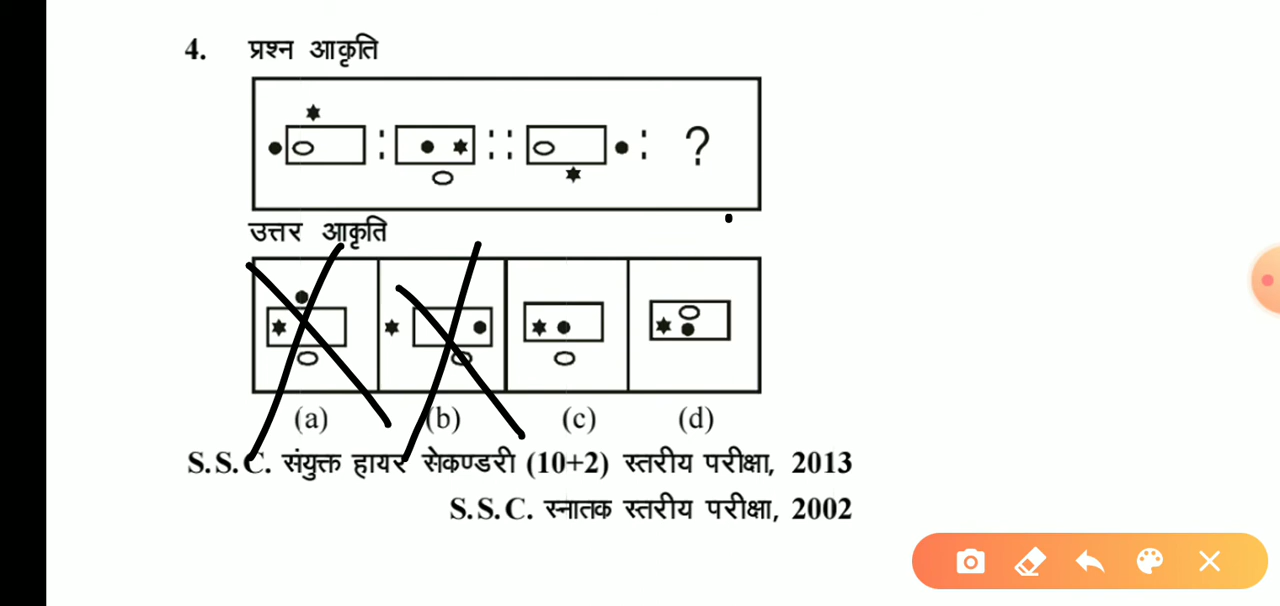 4. प्रश्न आकृति
: :: : ?
उत्तर आकृति
(a) (b) (c) (d)
S.S.C. संयुक्त हायर सेकण्डरी (10+2) स्तरीय परीक्षा, 2013
S.S.C. स्नातक स्तरीय परीक्षा, 2002